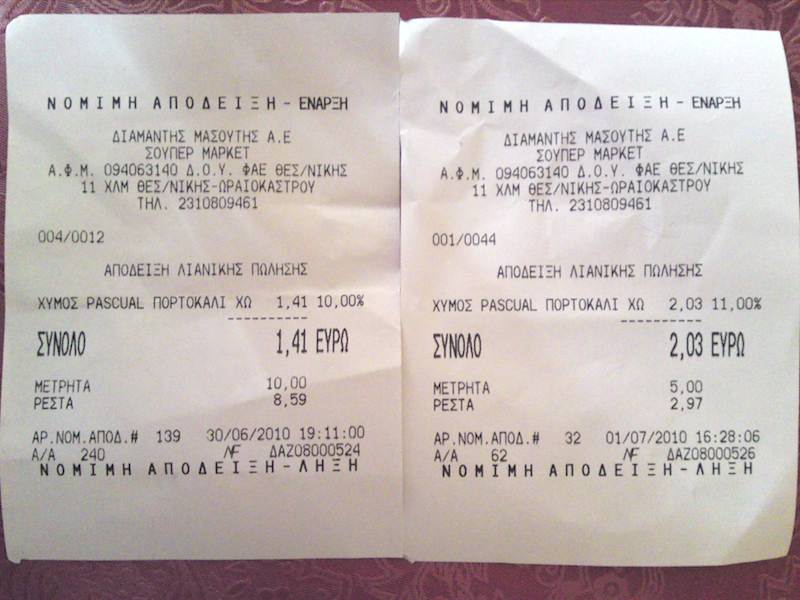 ΝΟΜΙΜΗ ΑΠΟΔΕΙΞΗ - ΕΝΑΡΞΗ
ΔΙΑΜΑΝΤΗΣ ΜΑΣΟΥΤΗΣ Α.Ε
ΣΟΥΠΕΡ ΜΑΡΚΕΤ
Α.Φ.Μ. 094063140 Δ.Ο.Υ. ΦΑΕ ΘΕΣ/ΝΙΚΗΣ
11 ΧΛΜ ΘΕΣ/ΝΙΚΗΣ-ΩΡΑΙΟΚΑΣΤΡΟΥ
ΤΗΛ. 2310809461
004/0012
ΑΠΟΔΕΙΞΗ ΛΙΑΝΙΚΗΣ ΠΩΛΗΣΗΣ
ΧΥΜΟΣ PASCUAL ΠΟΡΤΟΚΑΛΙ ΧΩ 1,41 10,00%
----------
ΣΥΝΟΛΟ 1,41 ΕΥΡΩ
ΜΕΤΡΗΤΑ 10,00
ΡΕΣΤΑ 8,59
ΑΡ.ΝΟΜ.ΑΠΟΔ.# 139 30/06/2010 19:11:00
Α/Α 240 NF ΔΑΖ08000524
ΝΟΜΙΜΗ ΑΠΟΔΕΙΞΗ - ΛΗΞΗ
ΝΟΜΙΜΗ ΑΠΟΔΕΙΞΗ - ΕΝΑΡΞΗ
ΔΙΑΜΑΝΤΗΣ ΜΑΣΟΥΤΗΣ Α.Ε
ΣΟΥΠΕΡ ΜΑΡΚΕΤ
Α.Φ.Μ. 094063140 Δ.Ο.Υ. ΦΑΕ ΘΕΣ/ΝΙΚΗΣ
11 ΧΛΜ ΘΕΣ/ΝΙΚΗΣ-ΩΡΑΙΟΚΑΣΤΡΟΥ
ΤΗΛ. 2310809461
001/0044
ΑΠΟΔΕΙΞΗ ΛΙΑΝΙΚΗΣ ΠΩΛΗΣΗΣ
ΧΥΜΟΣ PASCUAL ΠΟΡΤΟΚΑΛΙ ΧΩ 2,03 11,00%
----------
ΣΥΝΟΛΟ 2,03 ΕΥΡΩ
ΜΕΤΡΗΤΑ 5,00
ΡΕΣΤΑ 2,97
ΑΡ.ΝΟΜ.ΑΠΟΔ.# 32 01/07/2010 16:28:06
Α/Α 62 NF ΔΑΖ08000526
ΝΟΜΙΜΗ ΑΠΟΔΕΙΞΗ - ΛΗΞΗ